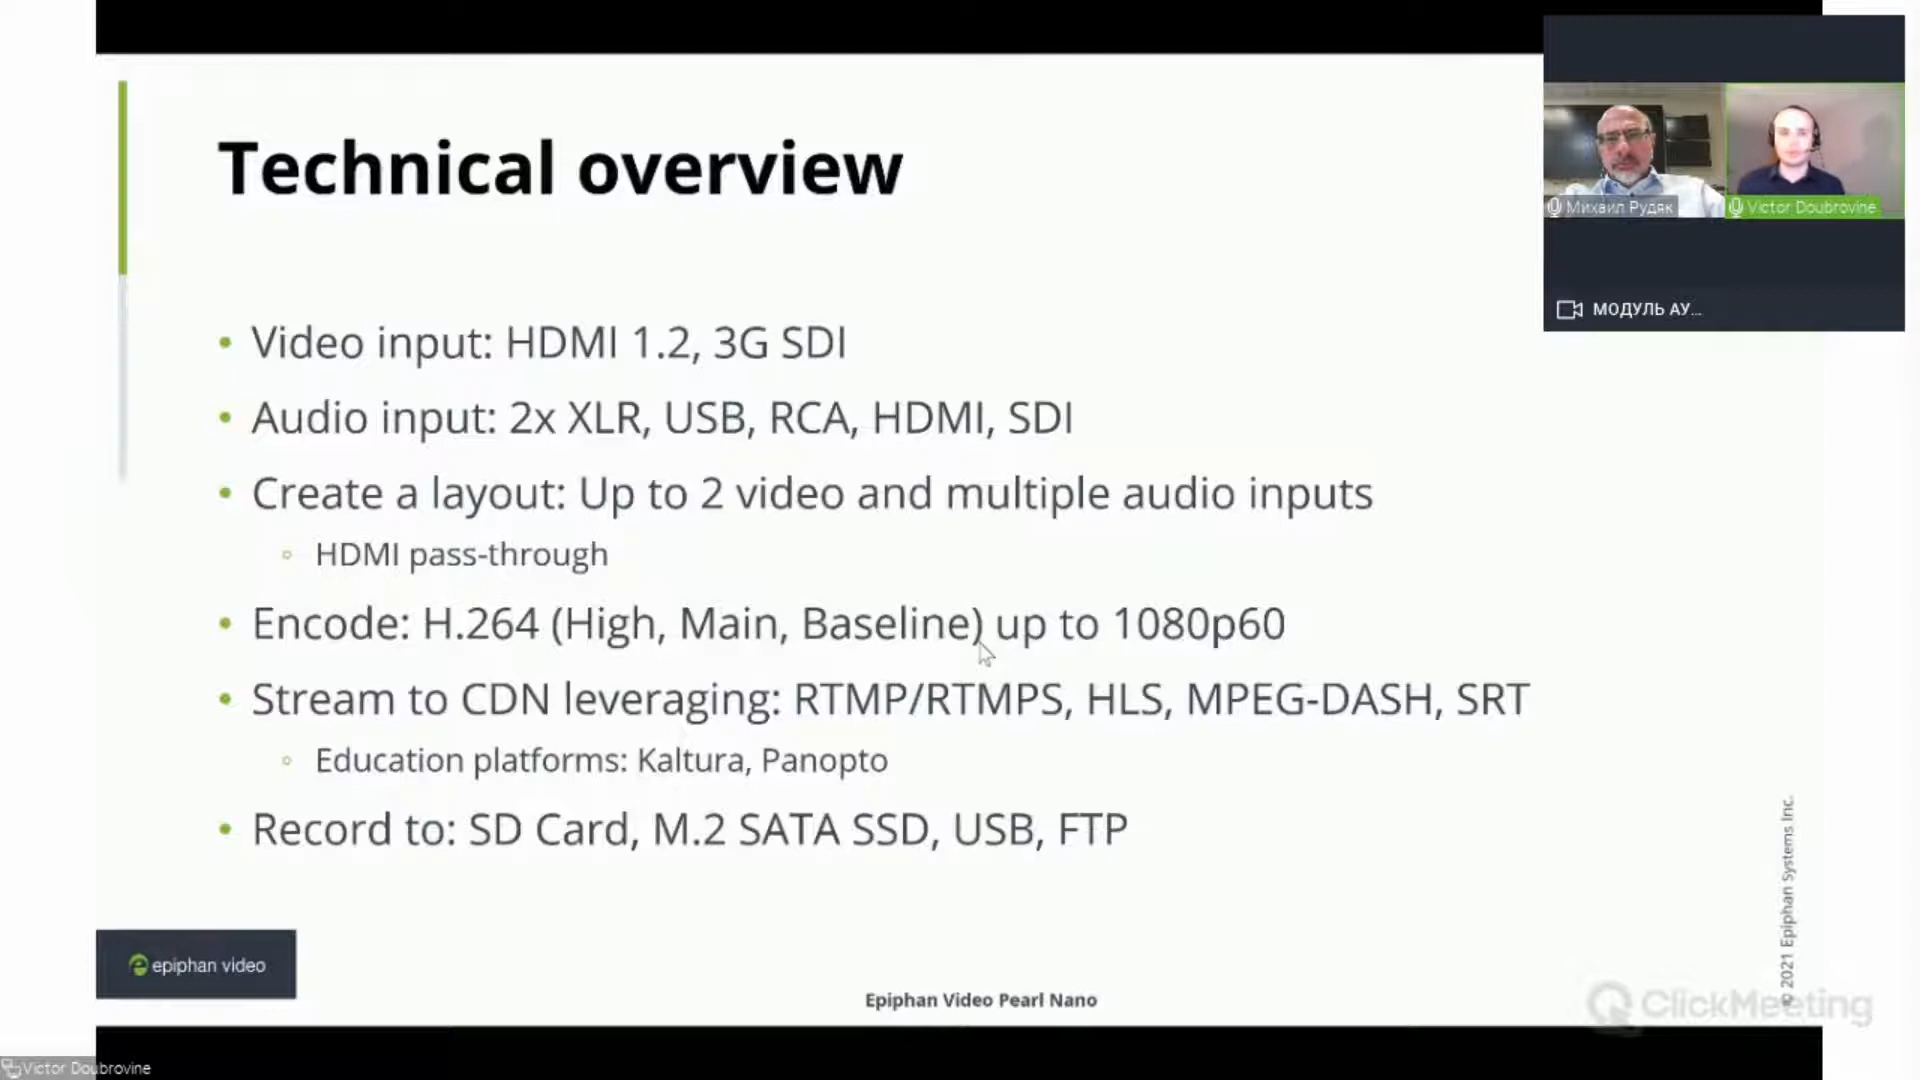 Technical overview
Михаил Рудяк
Victor Doubrovine
МОДУЛЬ АУ...
• Video input: HDMI 1.2, 3G SDI
• Audio input: 2x XLR, USB, RCA, HDMI, SDI
• Create a layout: Up to 2 video and multiple audio inputs
◦ HDMI pass-through
• Encode: H.264 (High, Main, Baseline) up to 1080p60
• Stream to CDN leveraging: RTMP/RTMPS, HLS, MPEG-DASH, SRT
◦ Education platforms: Kaltura, Panopto
• Record to: SD Card, M.2 SATA SSD, USB, FTP
© 2021 Epiphan Systems Inc.
epiphan video
Epiphan Video Pearl Nano
ClickMeeting
Victor Doubrovine